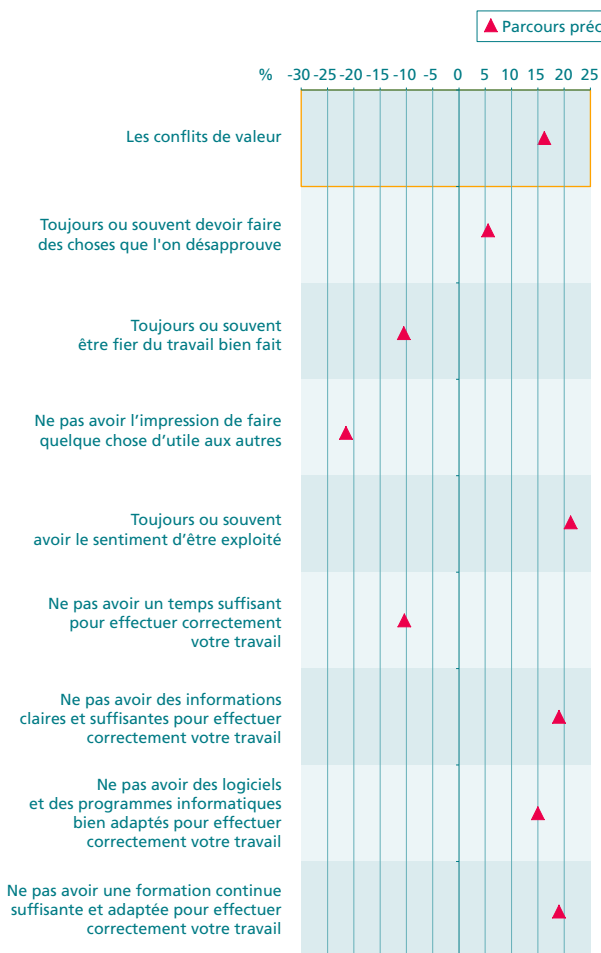 Parcours
% -30 -25 -20 -15 -10 -5 0 5 10 15 20 25
Les conflits de valeur
Toujours ou souvent devoir faire
des choses que l'on désapprouve
Toujours ou souvent
être fier du travail bien fait
Ne pas avoir l’impression de faire
quelque chose d’utile aux autres
Toujours ou souvent
avoir le sentiment d’être exploité
Ne pas avoir un temps suffisant
pour effectuer correctement
votre travail
Ne pas avoir des informations
claires et suffisantes pour effectuer
correctement votre travail
Ne pas avoir des logiciels
et des programmes informatiques
bien adaptés pour effectuer
correctement votre travail
Ne pas avoir une formation continue
suffisante et adaptée pour effectuer
correctement votre travail